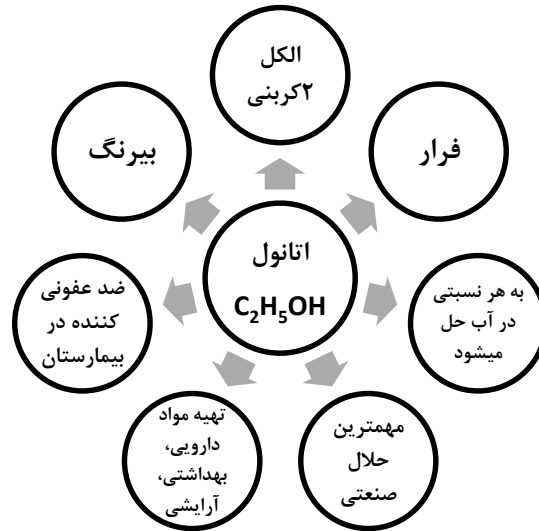 الکل
۲کربنی
فرار
به هر نسبتی
در آب حل
میشود
مهمترین
حلال
صنعتی
تهیه مواد
دارویی،
بهداشتی،
آرایشی
ضد عفونی
کننده در
بیمارستان
بیرنگ
اتانول
C₂H₅OH